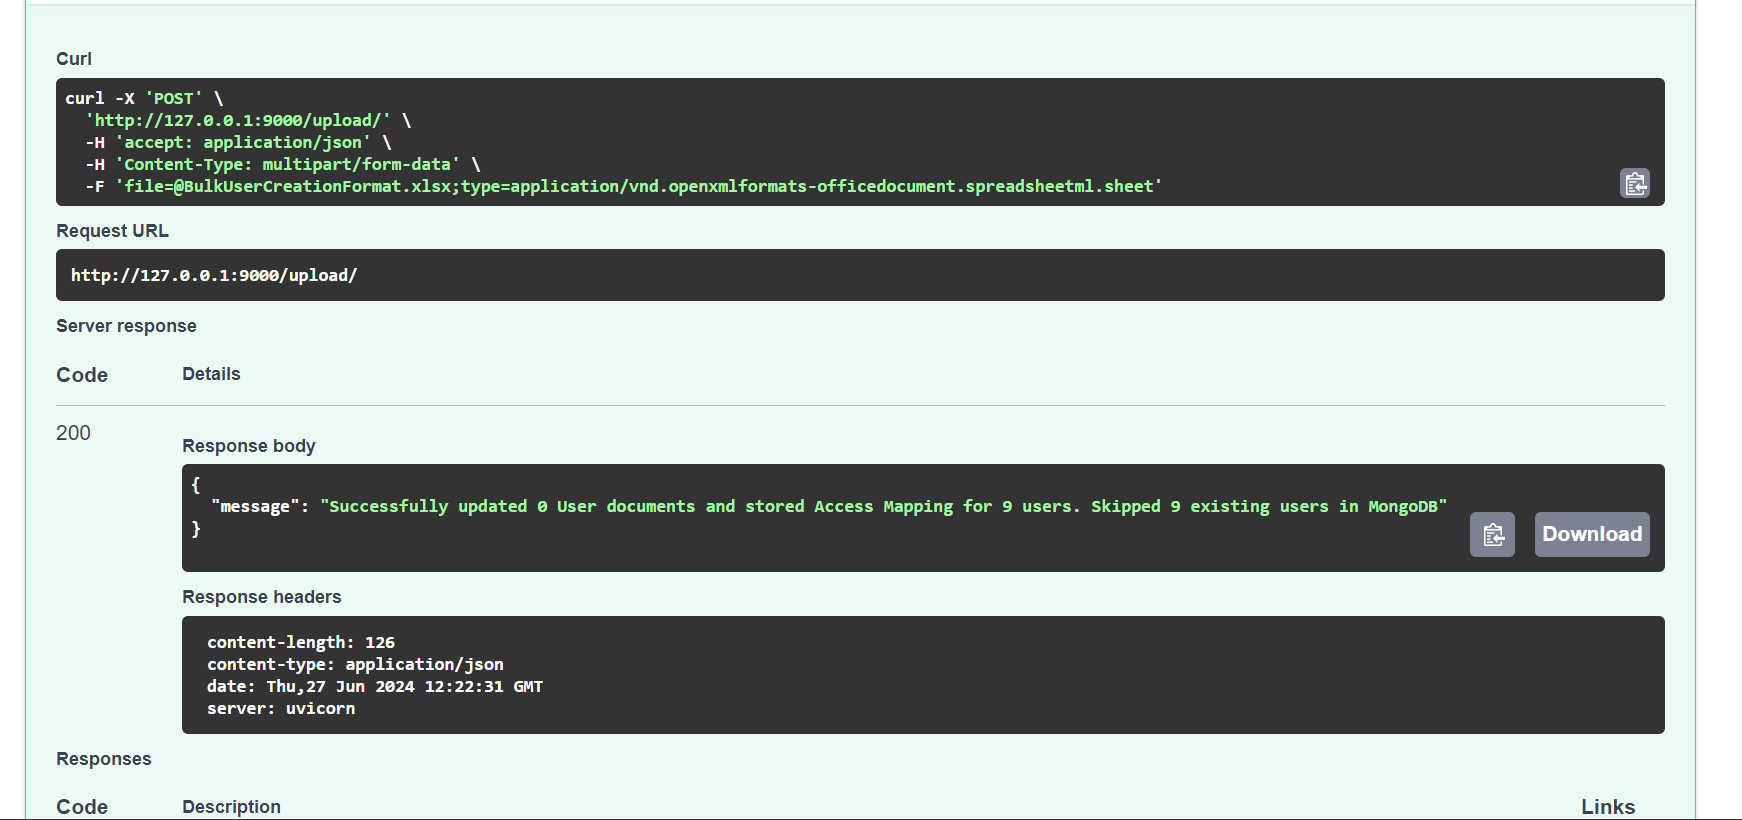 Curl
curl -X 'POST' \
'http://127.0.0.1:9000/upload/' \
-H 'accept: application/json' \
-H 'Content-Type: multipart/form-data' \
-F 'file=@BulkUserCreationFormat.xlsx;type=application/vnd.openxmlformats-officedocument.spreadsheetml.sheet'
Request URL
http://127.0.0.1:9000/upload/
Server response
Code Details
200
Response body
{
"message": "Successfully updated 0 User documents and stored Access Mapping for 9 users. Skipped 9 existing users in MongoDB"
}
Download
Response headers
content-length: 126
content-type: application/json
date: Thu,27 Jun 2024 12:22:31 GMT
server: uvicorn
Responses
Code Description Links